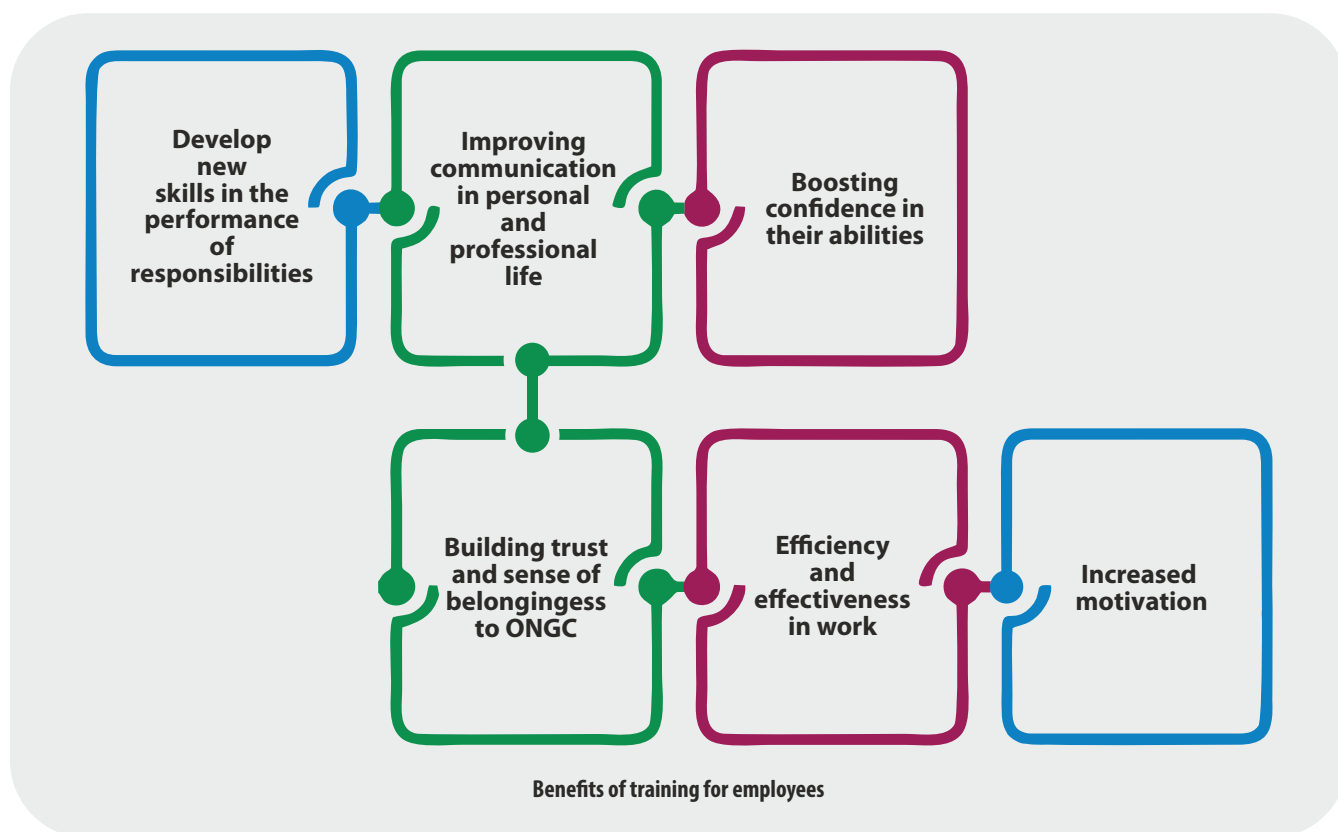 Develop
new
skills in the
performance
of
responsibilities
Improving
communication
in personal
and
professional
life
Boosting
confidence in
their abilities
Building trust
and sense of
belongingess
to ONGC
Efficiency
and
effectiveness
in work
Increased
motivation
Benefits of training for employees